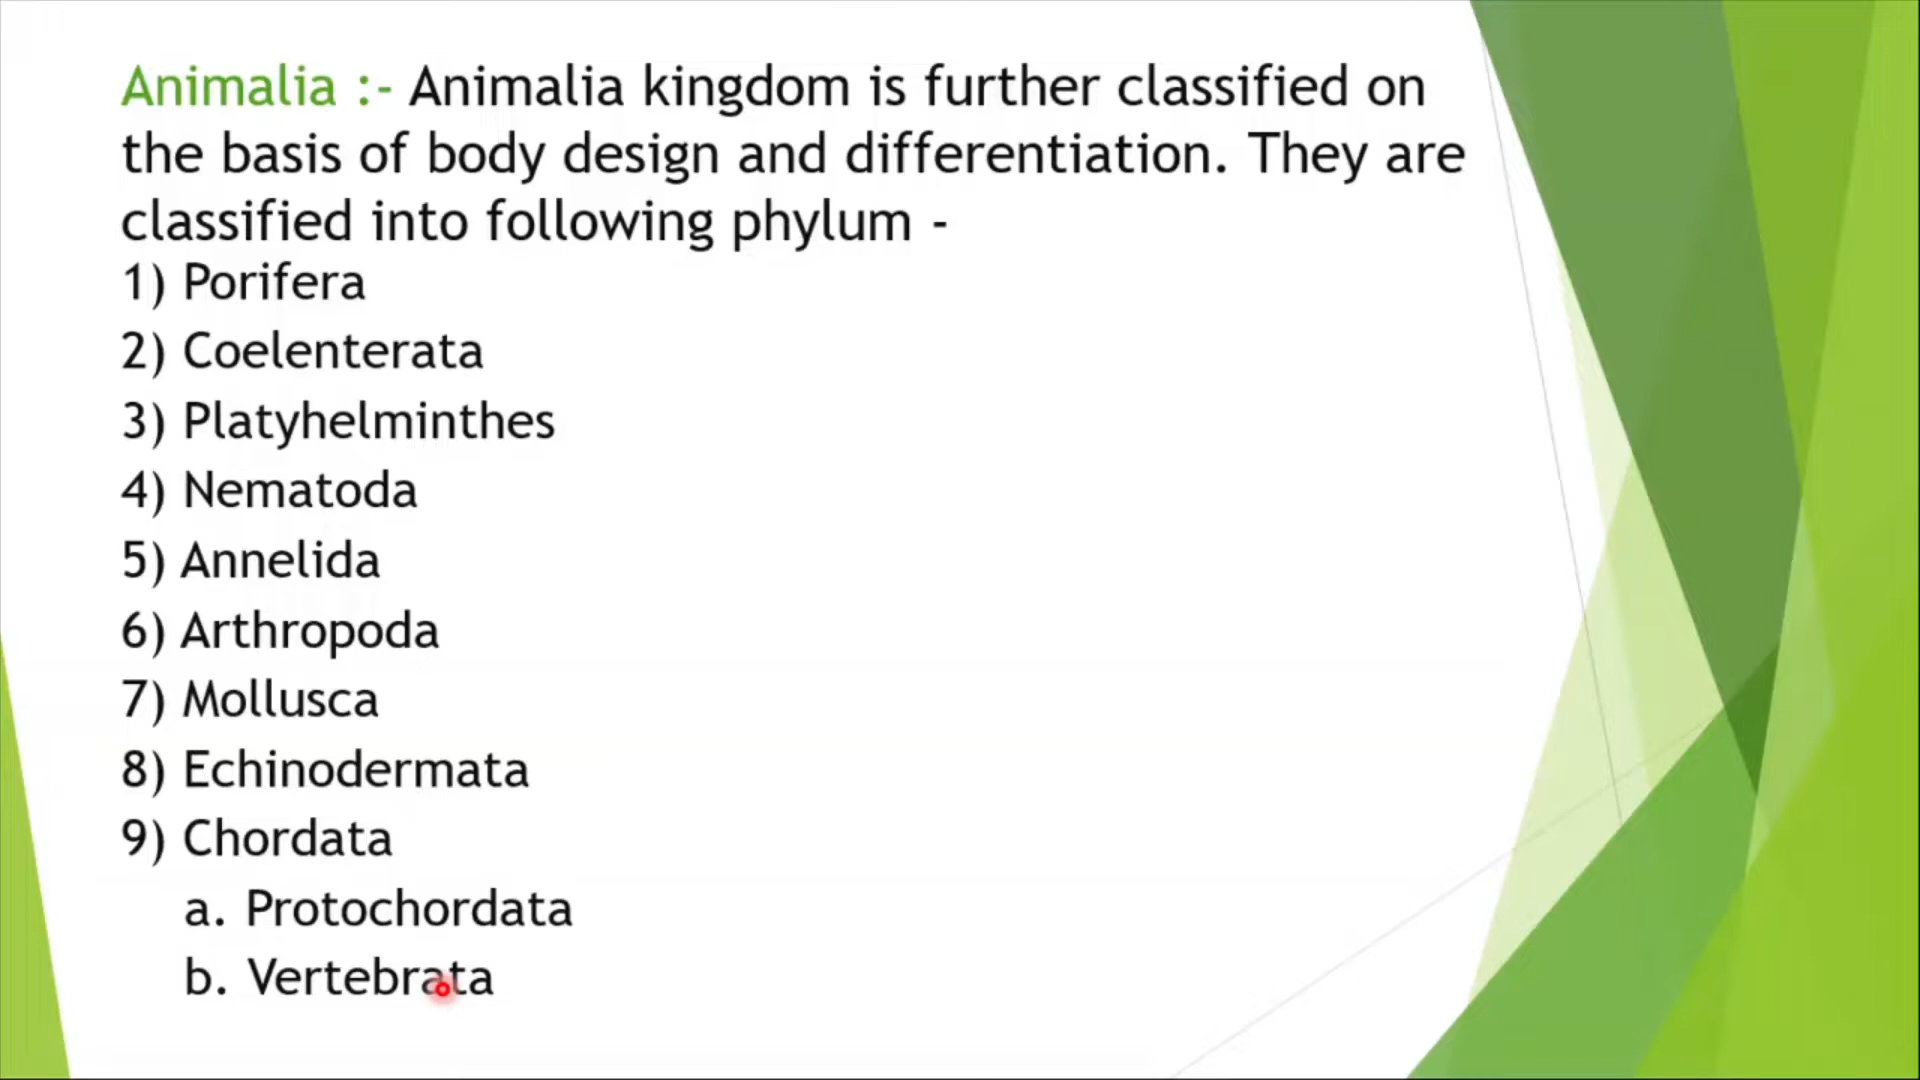 Animalia :- Animalia kingdom is further classified on
the basis of body design and differentiation. They are
classified into following phylum -
1) Porifera
2) Coelenterata
3) Platyhelminthes
4) Nematoda
5) Annelida
6) Arthropoda
7) Mollusca
8) Echinodermata
9) Chordata
a. Protochordata
b. Vertebrata